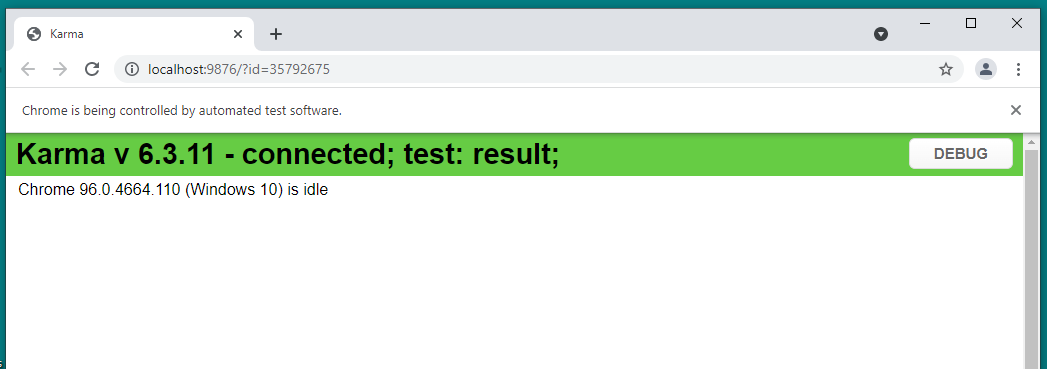 Karma
localhost:9876/?id=35792675
Chrome is being controlled by automated test software.
Karma v 6.3.11 - connected; test: result;
DEBUG
Chrome 96.0.4664.110 (Windows 10) is idle
s